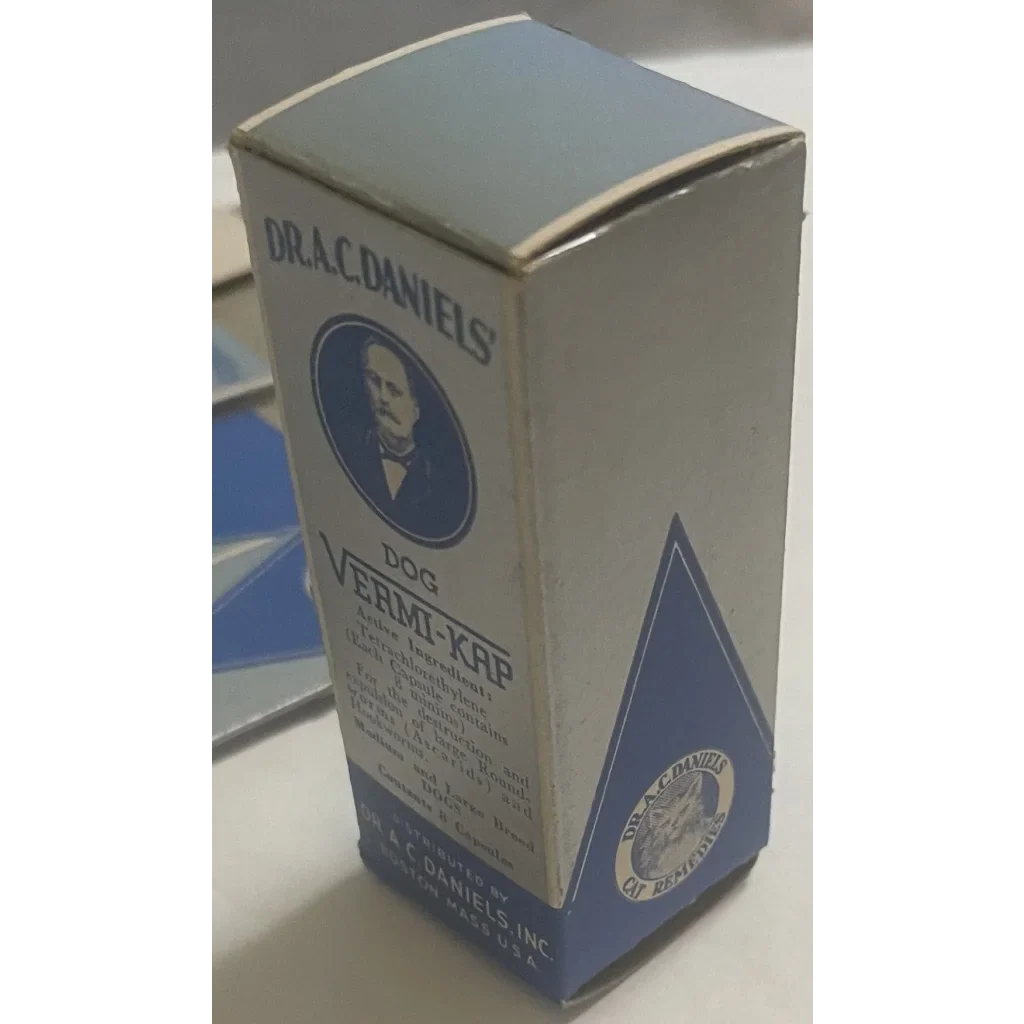 DR. A.C. DANIELS'
DOG
VERMI-KAP
Active Ingredient:
Tetrachlorethylene
(Each Capsule contains
8 minims)
For the destruction and
expulsion of large Round-
worms (Ascarids) and
Hookworms.
Medium and Large Breed
DOGS
Contents 8 Capsules
DISTRIBUTED BY
DR. A.C. DANIELS, INC.
BOSTON MASS U.S.A.
DR. A.C. DANIELS
CAT REMEDIES